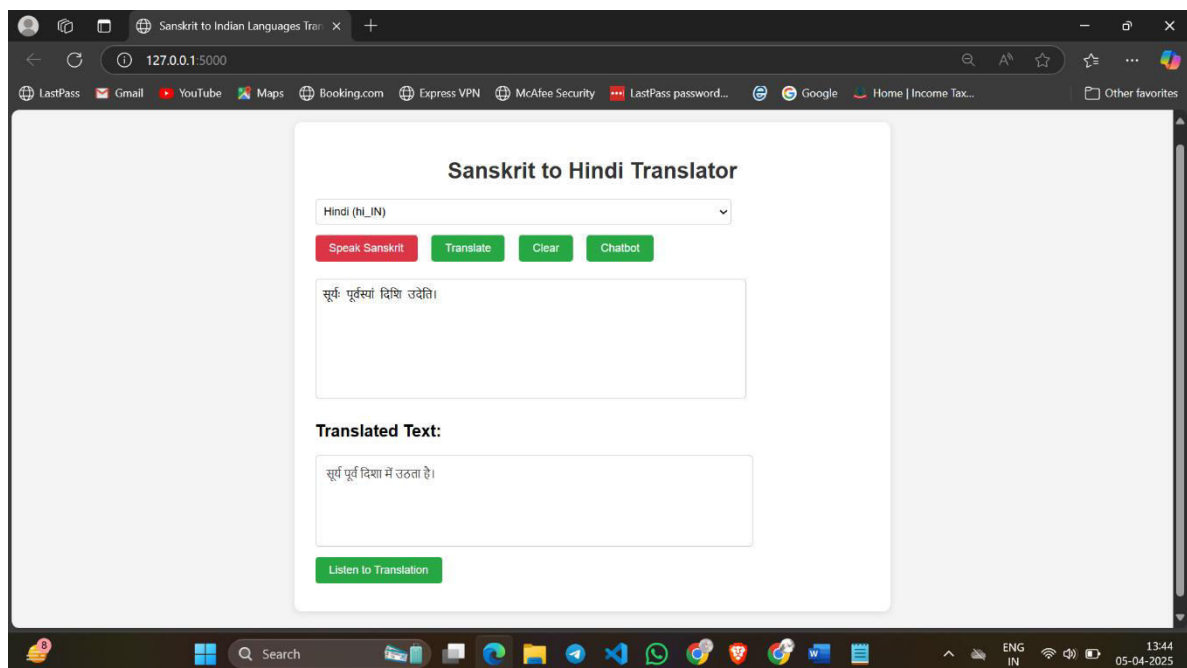 Sanskrit to Indian Languages Tran
127.0.0.1:5000
LastPass Gmail YouTube Maps Booking.com Express VPN McAfee Security LastPass password... Google Home | Income Tax... Other favorites
Sanskrit to Hindi Translator
Hindi (hi_IN)
Speak Sanskrit Translate Clear Chatbot
सूर्यः पूर्वस्यां दिशि उदेति।
Translated Text:
सूर्य पूर्व दिशा में उठता है।
Listen to Translation
8 Search ENG 13:44
IN 05-04-2025